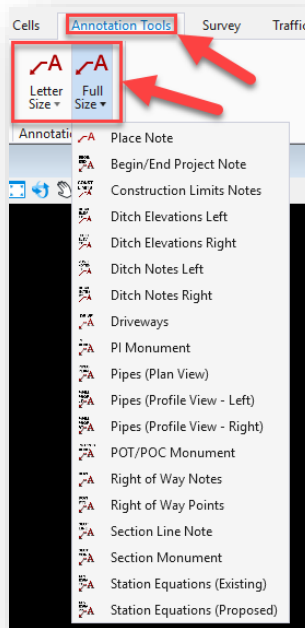 Cells Annotation Tools Survey Traffi
A A
Letter Full
Size Size
Annotati
Place Note
Begin/End Project Note
Construction Limits Notes
Ditch Elevations Left
Ditch Elevations Right
Ditch Notes Left
Ditch Notes Right
Driveways
PI Monument
Pipes (Plan View)
Pipes (Profile View - Left)
Pipes (Profile View - Right)
POT/POC Monument
Right of Way Notes
Right of Way Points
Section Line Note
Section Monument
Station Equations (Existing)
Station Equations (Proposed)